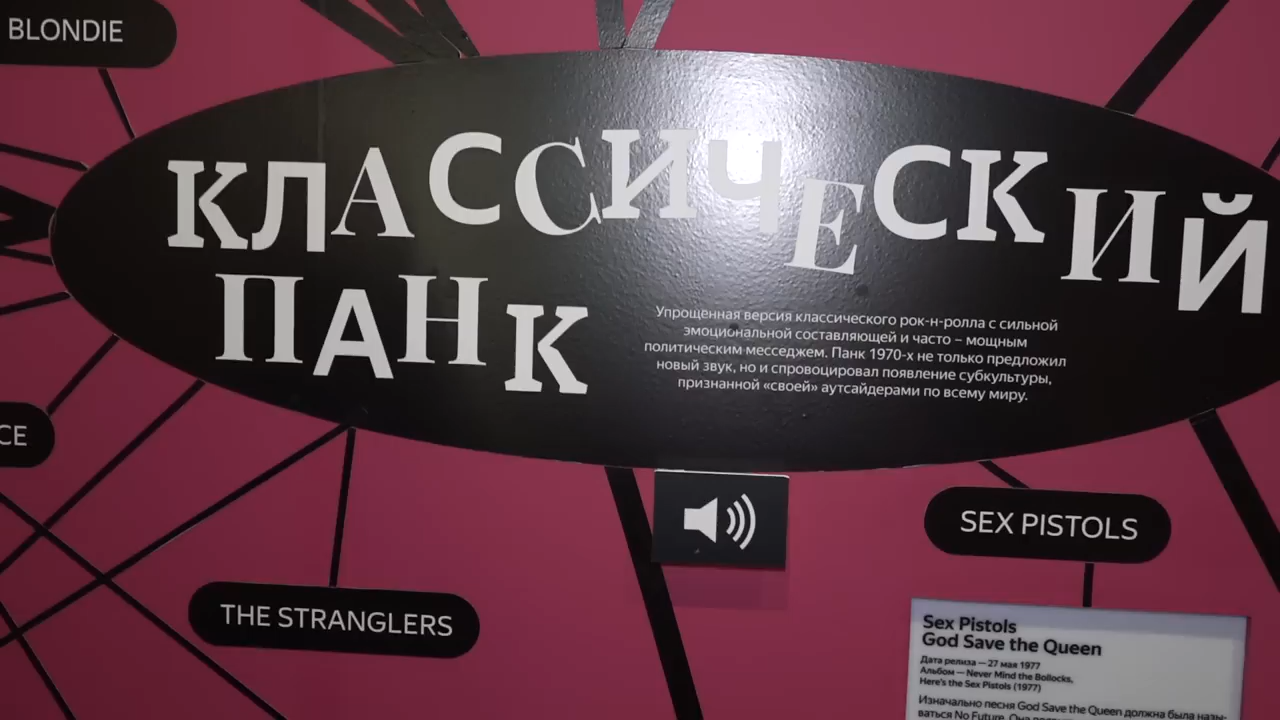 BLONDIE
КЛАССИЧЕСКИЙ
ПАНК
Упрощенная версия классического рок-н-ролла с сильной
эмоциональной составляющей и часто – мощным
политическим месседжем. Панк 1970-х не только предложил
новый звук, но и спровоцировал появление субкультуры,
признанной «своей» аутсайдерами по всему миру.
CE
SEX PISTOLS
THE STRANGLERS
Sex Pistols
God Save the Queen
Дата релиза — 27 мая 1977
Альбом — Never Mind the Bollocks,
Here's the Sex Pistols (1977)
Изначально песня God Save the Queen должна была назы-
ваться No Future. Она